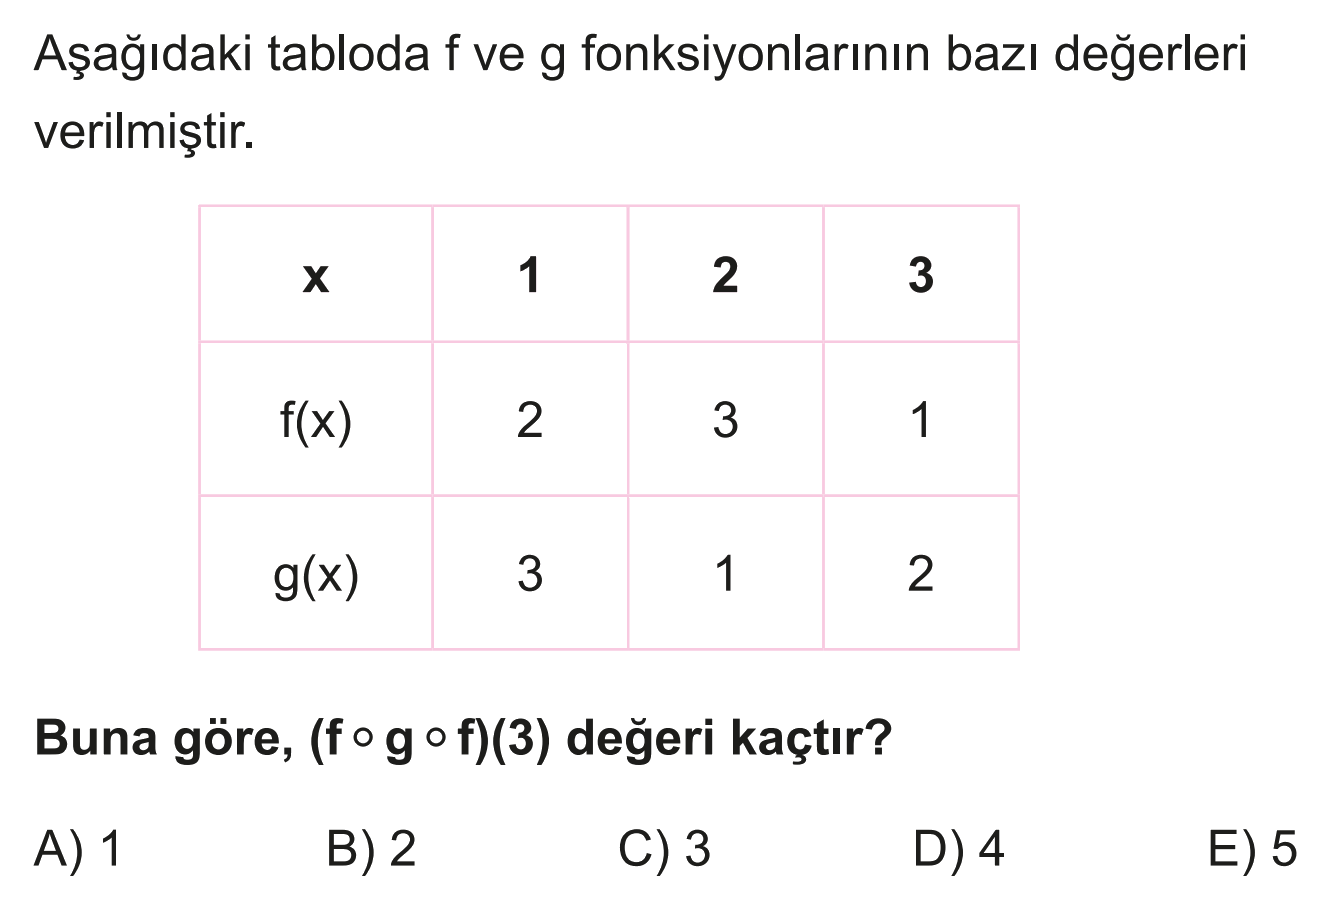 Aşağıdaki tabloda f ve g fonksiyonlarının bazı değerleri
verilmiştir.
x 1 2 3
f(x) 2 3 1
g(x) 3 1 2
Buna göre, (f∘g∘f)(3) değeri kaçtır?
A) 1 B) 2 C) 3 D) 4 E) 5